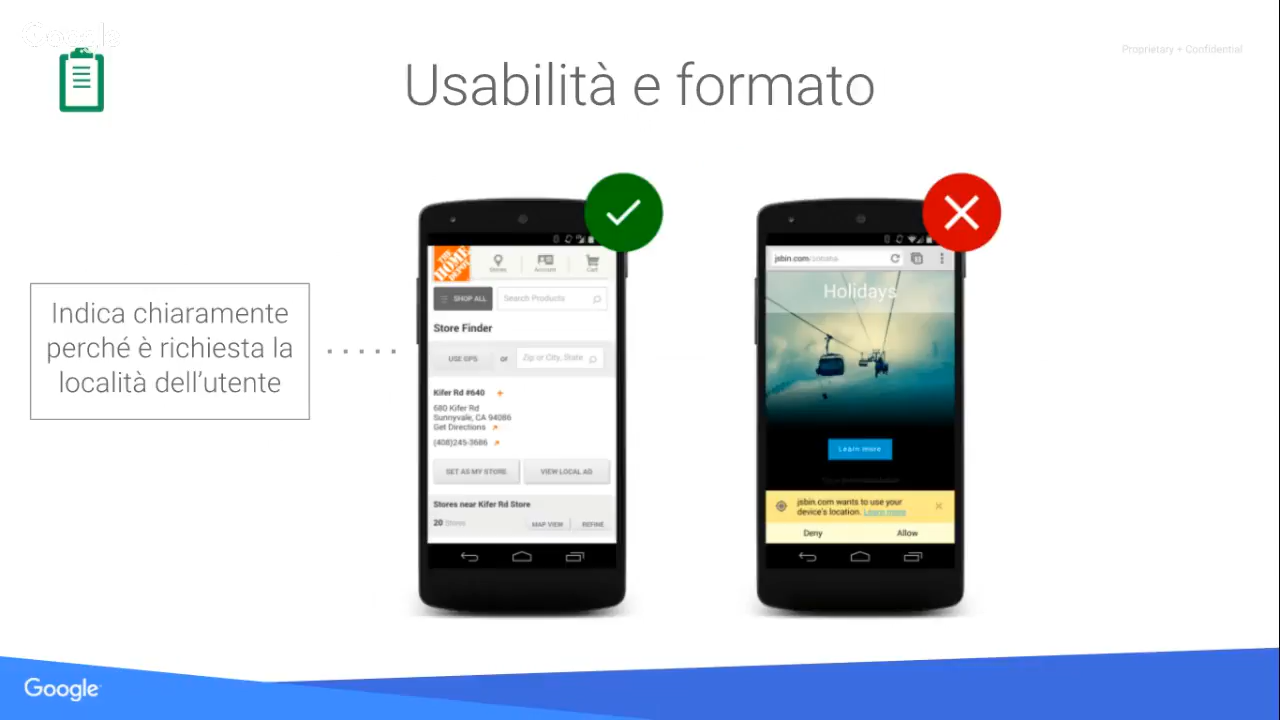 Google
Proprietary + Confidential
Usabilità e formato
Indica chiaramente
perché è richiesta la
località dell'utente
THE
HOME
DEPOT
Stores
Account
Cart
SHOP ALL
Search Products
Store Finder
USE GPS
or
Zip or City, State
Kifer Rd #640 +
680 Kifer Rd
Sunnyvale, CA 94086
Get Directions
(408)245-3686
SET AS MY STORE
VIEW LOCAL AD
Stores near Kifer Rd Store
20 Stores
MAP VIEW
REFINE
jsbin.com/
Holidays
Learn more
jsbin.com wants to use your
device's location. Learn more
Deny
Allow
Google